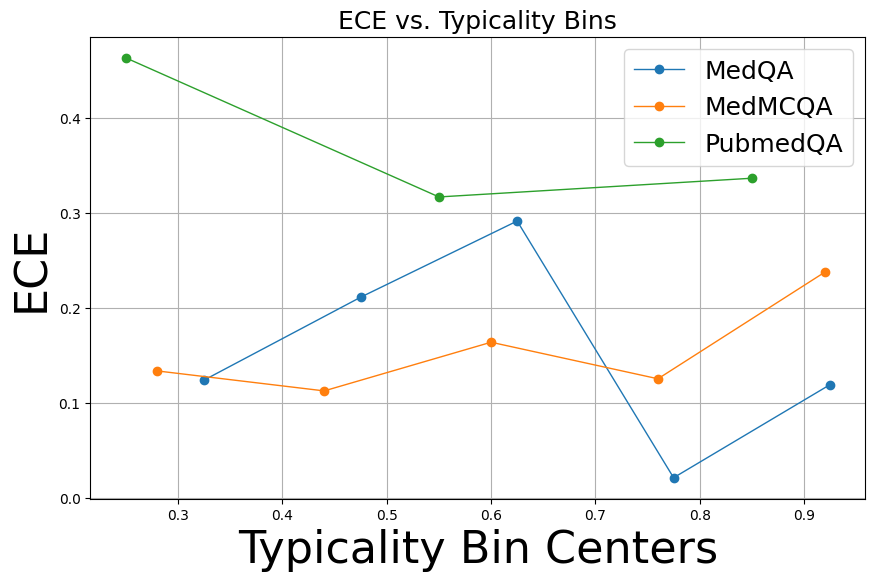 ECE vs. Typicality Bins
MedQA
MedMCQA
PubmedQA
ECE
0.4
0.3
0.2
0.1
0.0
0.3 0.4 0.5 0.6 0.7 0.8 0.9
Typicality Bin Centers